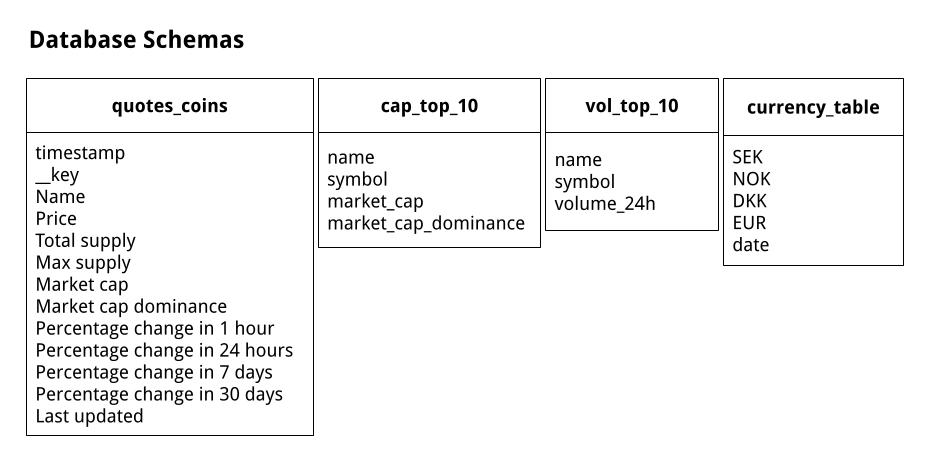 Database Schemas
quotes_coins
timestamp
__key
Name
Price
Total supply
Max supply
Market cap
Market cap dominance
Percentage change in 1 hour
Percentage change in 24 hours
Percentage change in 7 days
Percentage change in 30 days
Last updated
cap_top_10
name
symbol
market_cap
market_cap_dominance
vol_top_10
name
symbol
volume_24h
currency_table
SEK
NOK
DKK
EUR
date